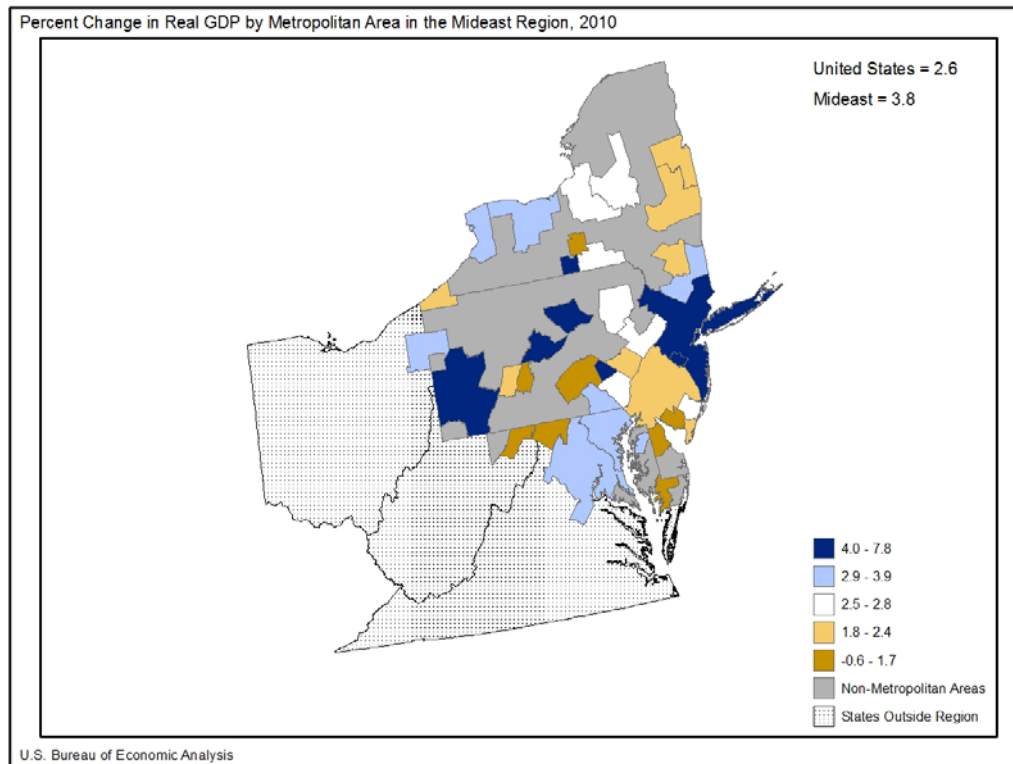 Percent Change in Real GDP by Metropolitan Area in the Mideast Region, 2010
United States = 2.6
Mideast = 3.8
4.0 - 7.8
2.9 - 3.9
2.5 - 2.8
1.8 - 2.4
-0.6 - 1.7
Non-Metropolitan Areas
States Outside Region
U.S. Bureau of Economic Analysis